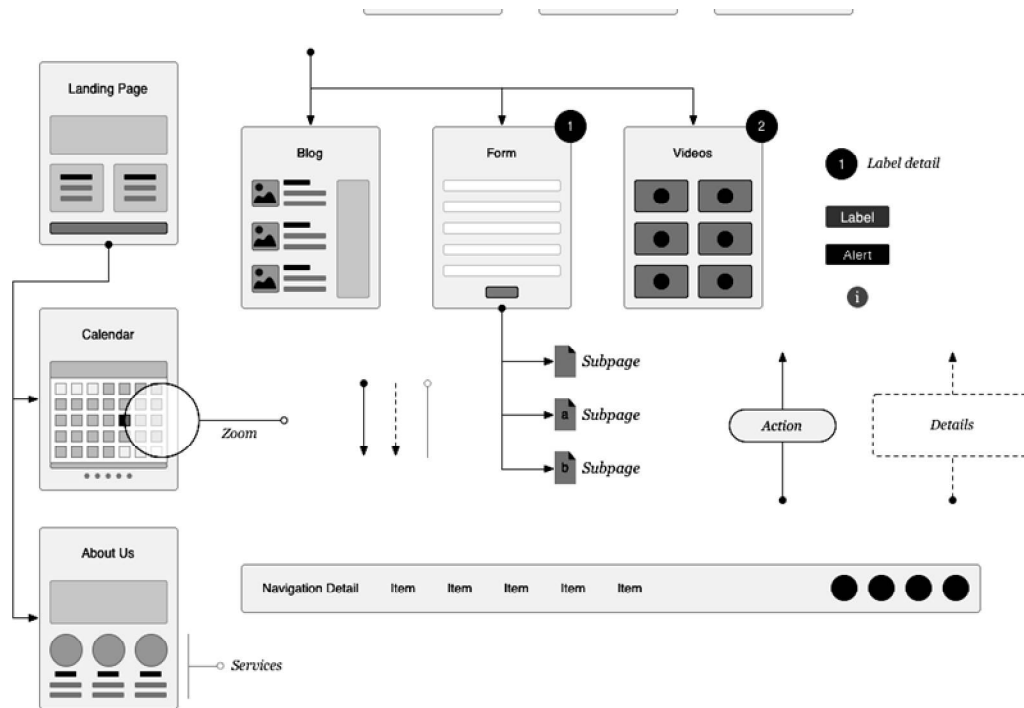 Landing Page
Blog
1
Form
2
Videos
1 Label detail
Label
Alert
i
Calendar
Zoom
Subpage
a Subpage
b Subpage
Action
Details
About Us
Services
Navigation Detail Item Item Item Item Item